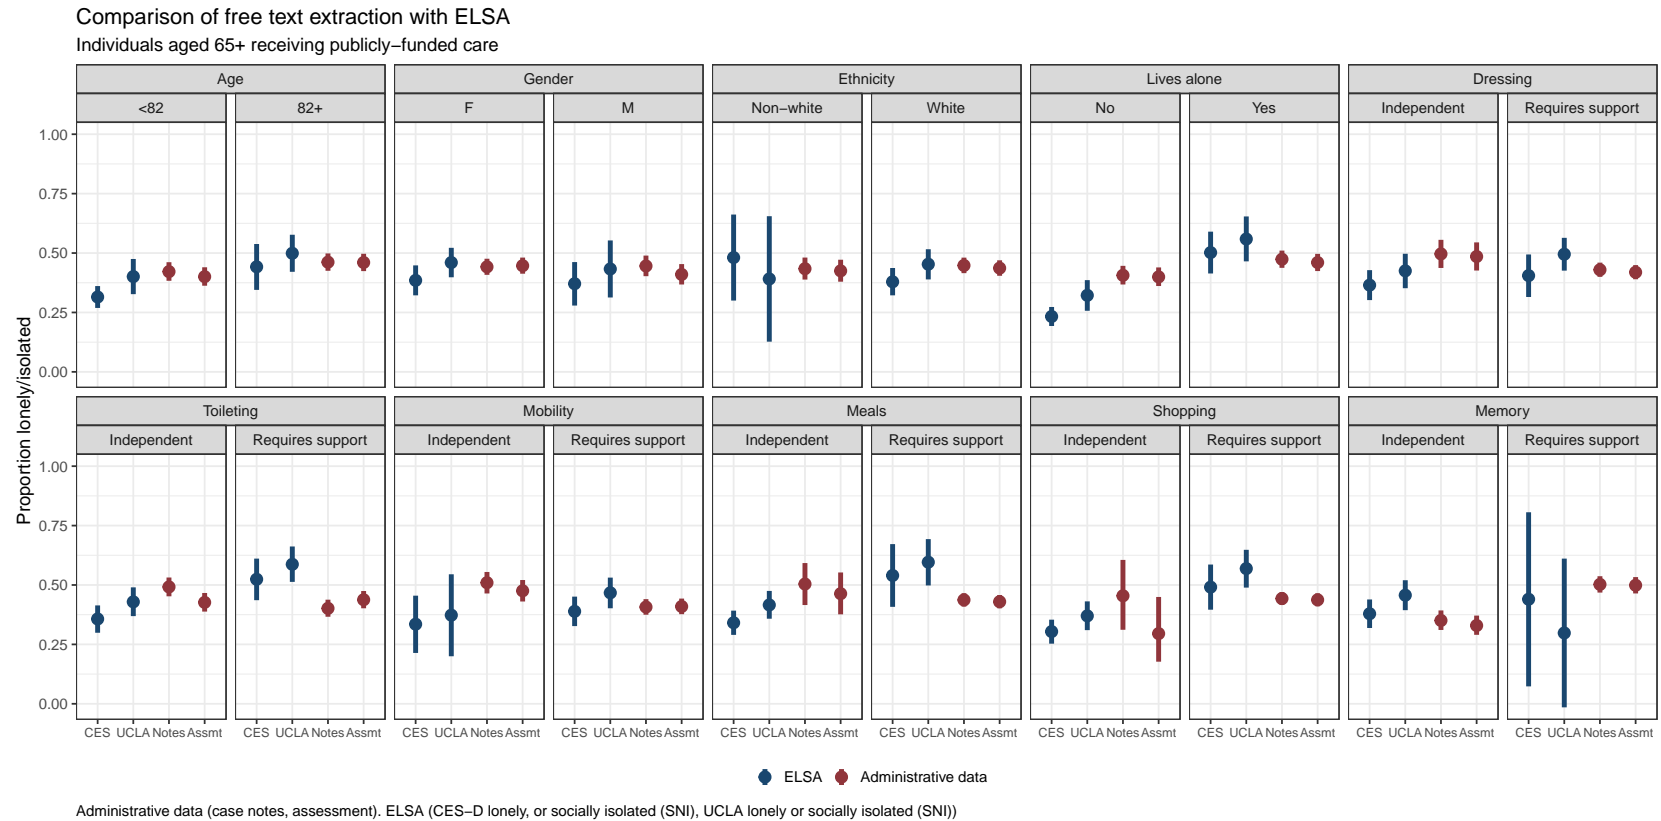 Comparison of free text extraction with ELSA
Individuals aged 65+ receiving publicly−funded care
Age Gender Ethnicity Lives alone Dressing
<82 82+ F M Non−white White No Yes Independent Requires support
1.00
0.75
0.50
0.25
0.00
Proportion lonely/isolated
Toileting Mobility Meals Shopping Memory
Independent Requires support Independent Requires support Independent Requires support Independent Requires support Independent Requires support
1.00
0.75
0.50
0.25
0.00
CES UCLA Notes Assmt CES UCLA Notes Assmt CES UCLA Notes Assmt CES UCLA Notes Assmt CES UCLA Notes Assmt CES UCLA Notes Assmt CES UCLA Notes Assmt CES UCLA Notes Assmt CES UCLA Notes Assmt CES UCLA Notes Assmt
ELSA Administrative data
Administrative data (case notes, assessment). ELSA (CES−D lonely, or socially isolated (SNI), UCLA lonely or socially isolated (SNI))